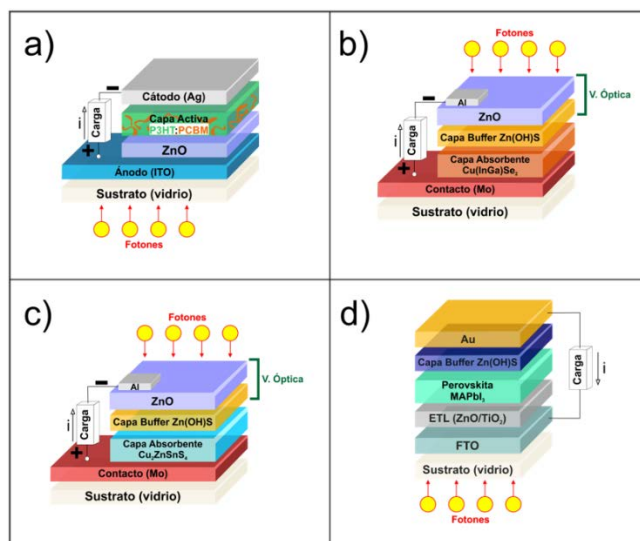 a)
Cátodo (Ag)
Capa Activa
P3HT:PCBM
ZnO
Ánodo (ITO)
Sustrato (vidrio)
Fotones
Carga
i
−
+
b)
Fotones
V. Óptica
Al
ZnO
Capa Buffer Zn(OH)S
Capa Absorbente
Cu(InGa)Se₂
Contacto (Mo)
Sustrato (vidrio)
Carga
i
−
+
c)
Fotones
V. Óptica
Al
ZnO
Capa Buffer Zn(OH)S
Capa Absorbente
Cu₂ZnSnS₄
Contacto (Mo)
Sustrato (vidrio)
Carga
i
−
+
d)
Au
Capa Buffer Zn(OH)S
Perovskita
MAPbI₃
ETL (ZnO/TiO₂)
FTO
Sustrato (vidrio)
Fotones
Carga
i